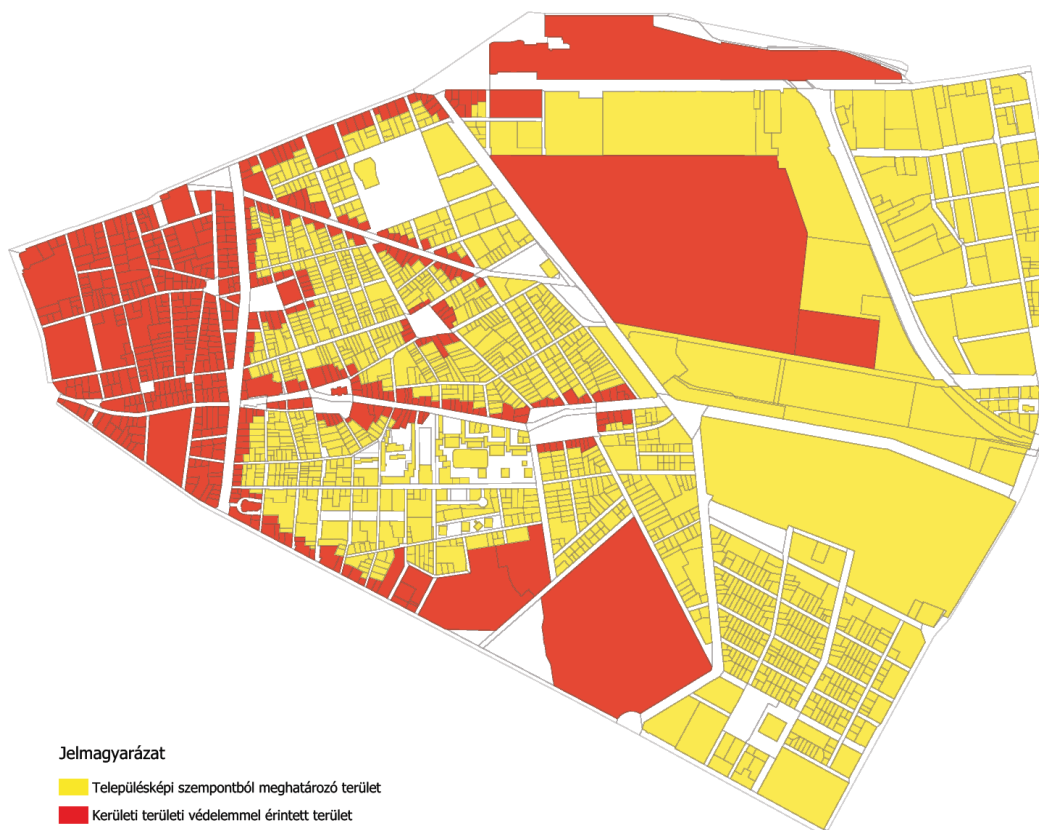 Jelmagyarázat
Településképi szempontból meghatározó terület
Kerületi területi védelemmel érintett terület